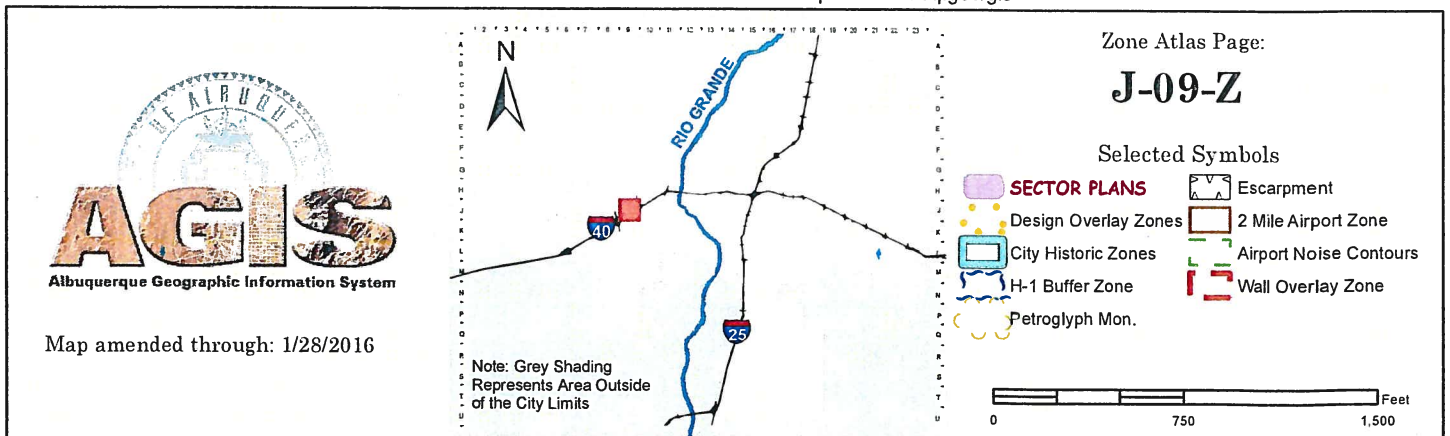 OF ALBUQUE
AGIS
Albuquerque Geographic Information System
Map amended through: 1/28/2016
N
RIO GRANDE
40
25
Note: Grey Shading
Represents Area Outside
of the City Limits
Zone Atlas Page:
J-09-Z
Selected Symbols
SECTOR PLANS
Escarpment
Design Overlay Zones
2 Mile Airport Zone
City Historic Zones
Airport Noise Contours
H-1 Buffer Zone
Wall Overlay Zone
Petroglyph Mon.
Feet
0 750 1,500